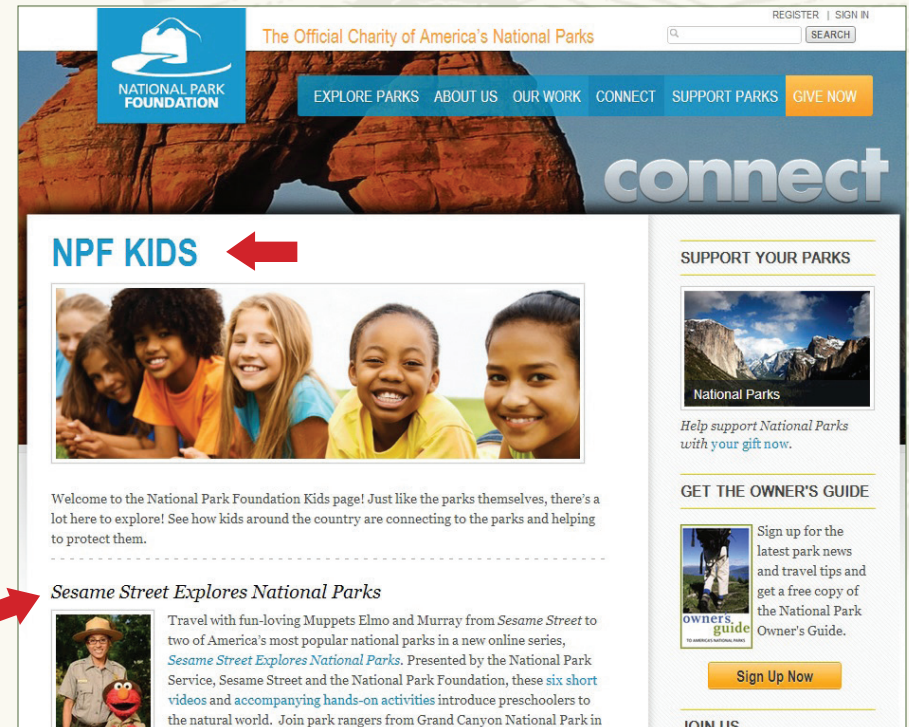 REGISTER | SIGN IN
The Official Charity of America's National Parks
SEARCH
NATIONAL PARK
FOUNDATION
EXPLORE PARKS ABOUT US OUR WORK CONNECT SUPPORT PARKS GIVE NOW
connect
NPF KIDS
Welcome to the National Park Foundation Kids page! Just like the parks themselves, there's a
lot here to explore! See how kids around the country are connecting to the parks and helping
to protect them.
Sesame Street Explores National Parks
Travel with fun-loving Muppets Elmo and Murray from Sesame Street to
two of America's most popular national parks in a new online series,
Sesame Street Explores National Parks. Presented by the National Park
Service, Sesame Street and the National Park Foundation, these six short
videos and accompanying hands-on activities introduce preschoolers to
the natural world. Join park rangers from Grand Canyon National Park in
SUPPORT YOUR PARKS
National Parks
Help support National Parks
with your gift now.
GET THE OWNER'S GUIDE
owner's
guide
TO AMERICA'S NATIONAL PARKS
Sign up for the
latest park news
and travel tips and
get a free copy of
the National Park
Owner's Guide.
Sign Up Now
JOIN US